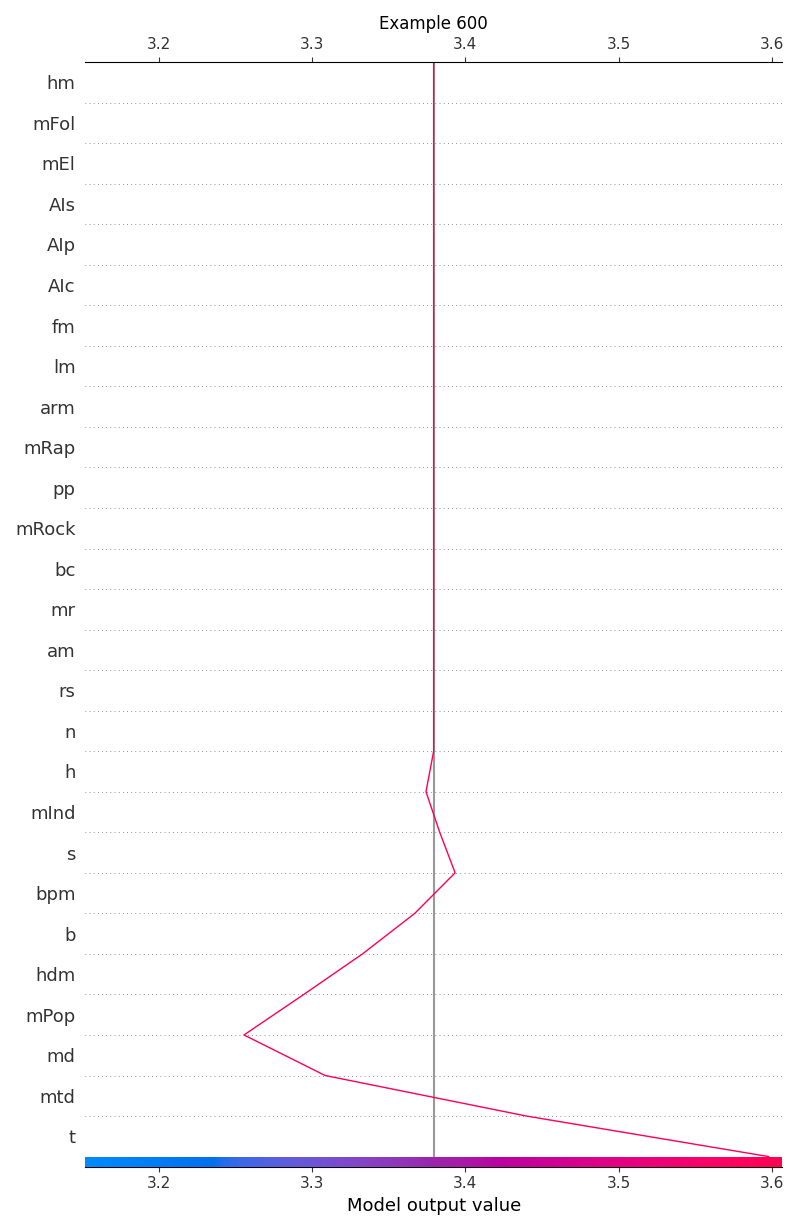 Example 600
3.2 3.3 3.4 3.5 3.6
hm
mFol
mEl
AIs
AIp
AIc
fm
lm
arm
mRap
pp
mRock
bc
mr
am
rs
n
h
mInd
s
bpm
b
hdm
mPop
md
mtd
t
3.2 3.3 3.4 3.5 3.6
Model output value